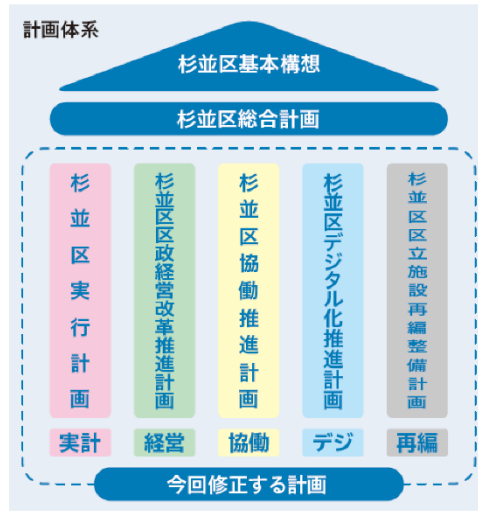 計画体系
杉並区基本構想
杉並区総合計画
杉並区実行計画
杉並区区政経営改革推進計画
杉並区協働推進計画
杉並区デジタル化推進計画
杉並区区立施設再編整備計画
実計
経営
協働
デジ
再編
今回修正する計画